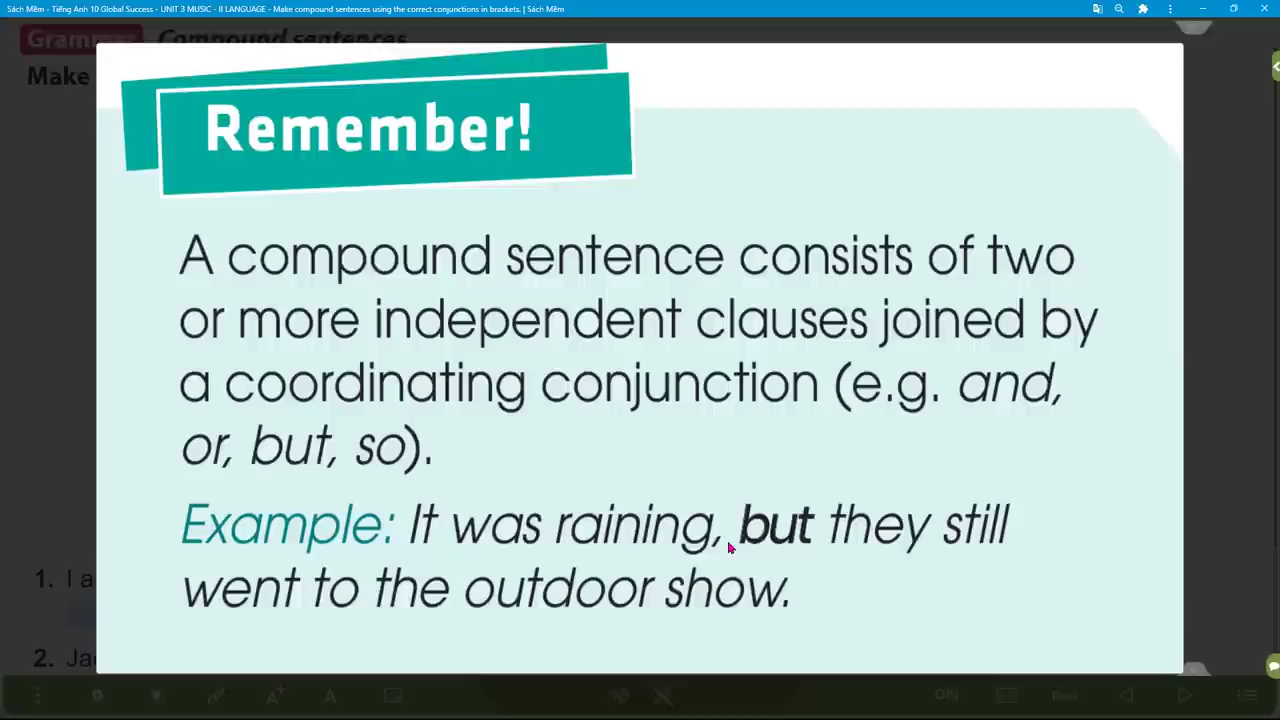 Sách Mềm - Tiếng Anh 10 Global Success - UNIT 3 MUSIC - II LANGUAGE - Make compound sentences using the correct conjunctions in brackets. | Sách Mềm
Grammar Compound sentences
Make
Remember!
A compound sentence consists of two
or more independent clauses joined by
a coordinating conjunction (e.g. and,
or, but, so).
Example: It was raining, but they still
went to the outdoor show.
1. I a
2. Ja